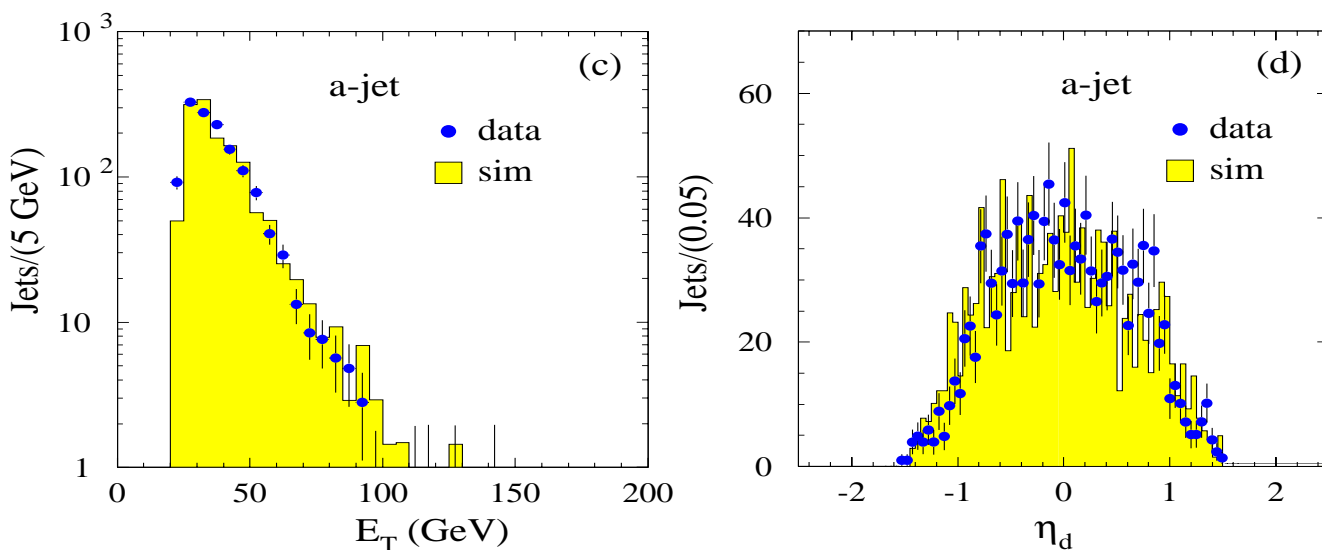 (c)
a-jet
data
sim
Jets/(5 GeV)
10 3
10 2
10
1
0
50
100
150
200
E_T (GeV)
(d)
a-jet
data
sim
Jets/(0.05)
60
40
20
0
-2
-1
0
1
2
η_d